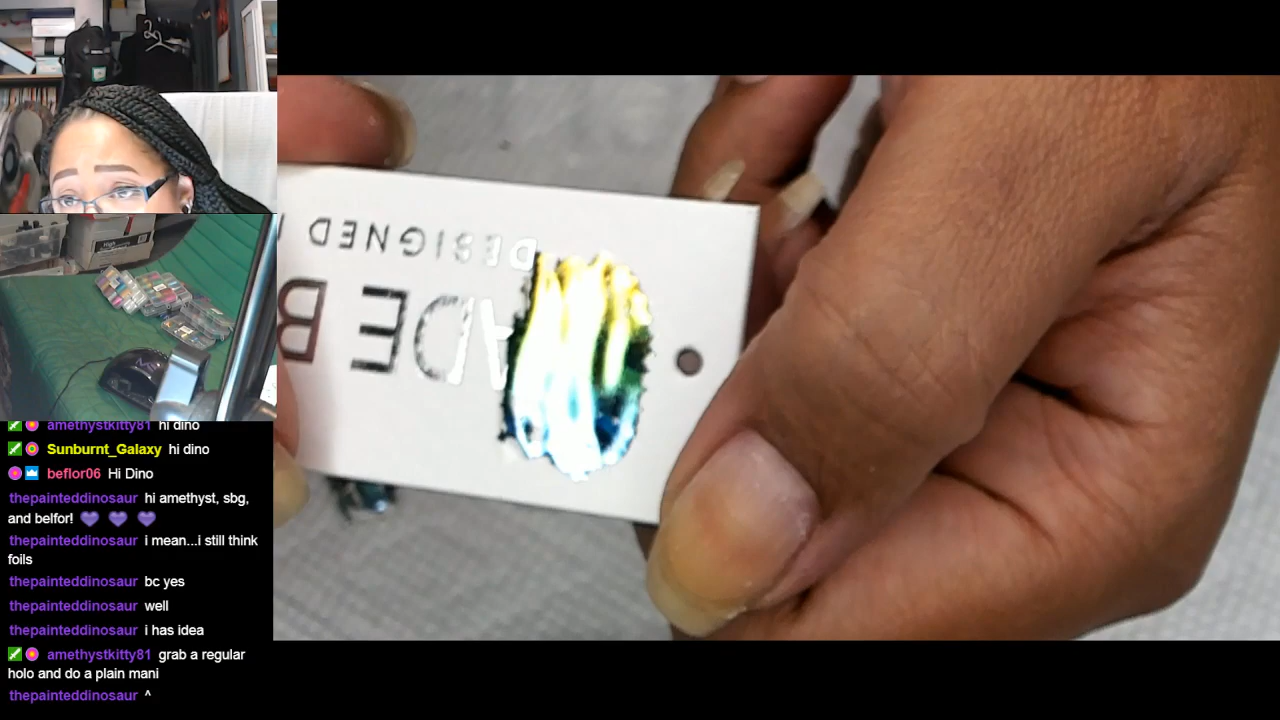 DESIGNED
ADE B
amethystkitty81 hi dino
Sunburnt_Galaxy hi dino
beflor06 Hi Dino
thepainteddinosaur hi amethyst, sbg,
and belfor!
thepainteddinosaur i mean...i still think
foils
thepainteddinosaur bc yes
thepainteddinosaur well
thepainteddinosaur i has idea
amethystkitty81 grab a regular
holo and do a plain mani
thepainteddinosaur ^